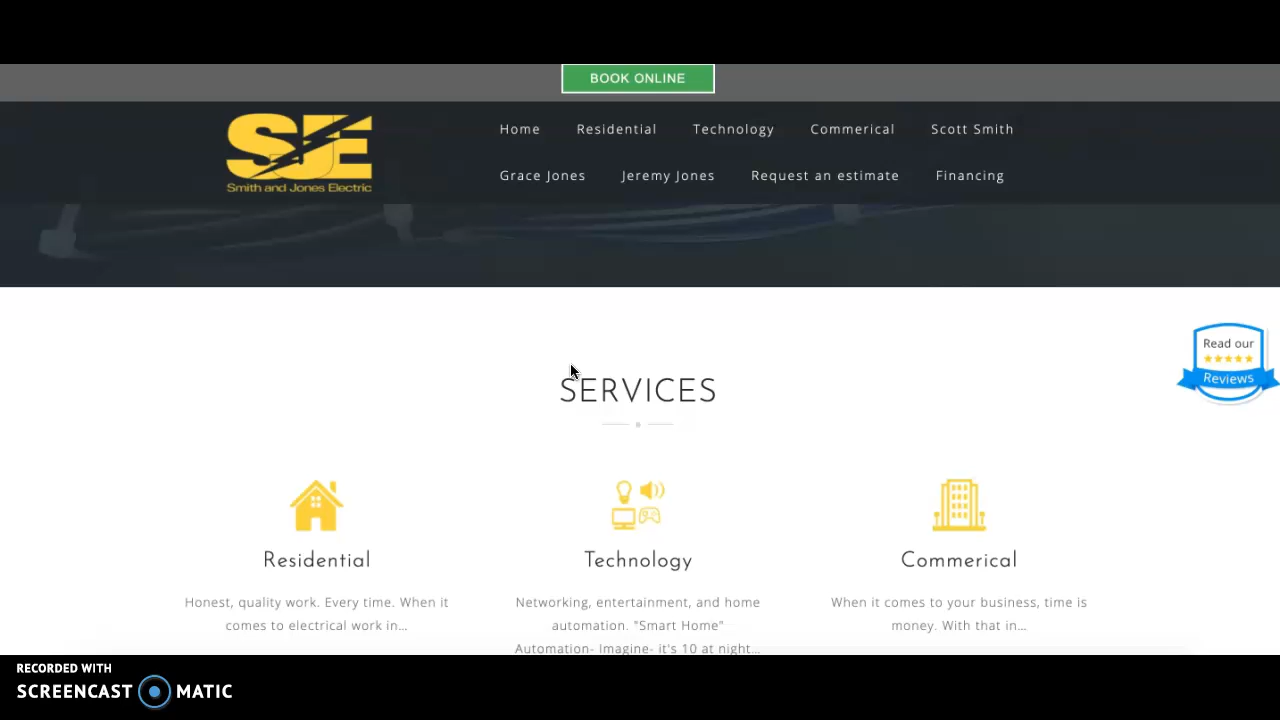 BOOK ONLINE
SJE
Smith and Jones Electric
Home Residential Technology Commerical Scott Smith
Grace Jones Jeremy Jones Request an estimate Financing
Read our
Reviews
SERVICES
Residential Technology Commerical
Honest, quality work. Every time. When it
comes to electrical work in...
Networking, entertainment, and home
automation. "Smart Home"
Automation- Imagine- it's 10 at night...
When it comes to your business, time is
money. With that in...
RECORDED WITH
SCREENCAST MATIC